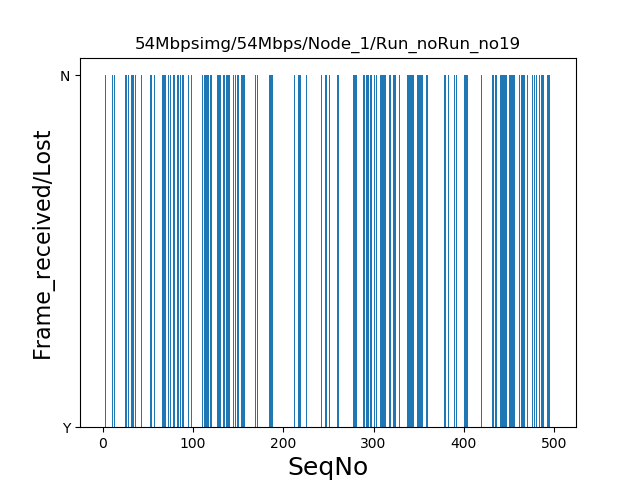 54Mbpsimg/54Mbps/Node_1/Run_noRun_no19
N
Frame_received/Lost
Y
0 100 200 300 400 500
SeqNo